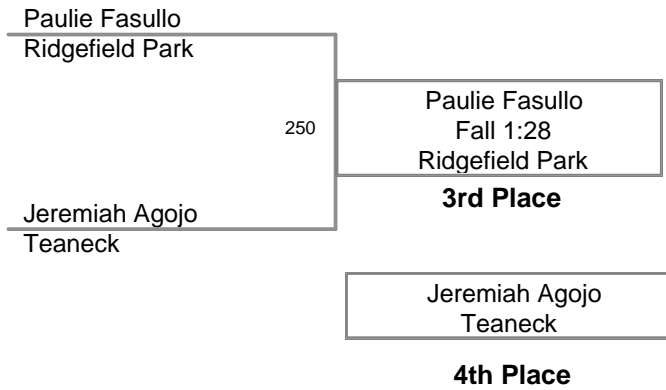 Paulie Fasullo
Ridgefield Park
250
Paulie Fasullo
Fall 1:28
Ridgefield Park
3rd Place
Jeremiah Agojo
Teaneck
Jeremiah Agojo
Teaneck
4th Place